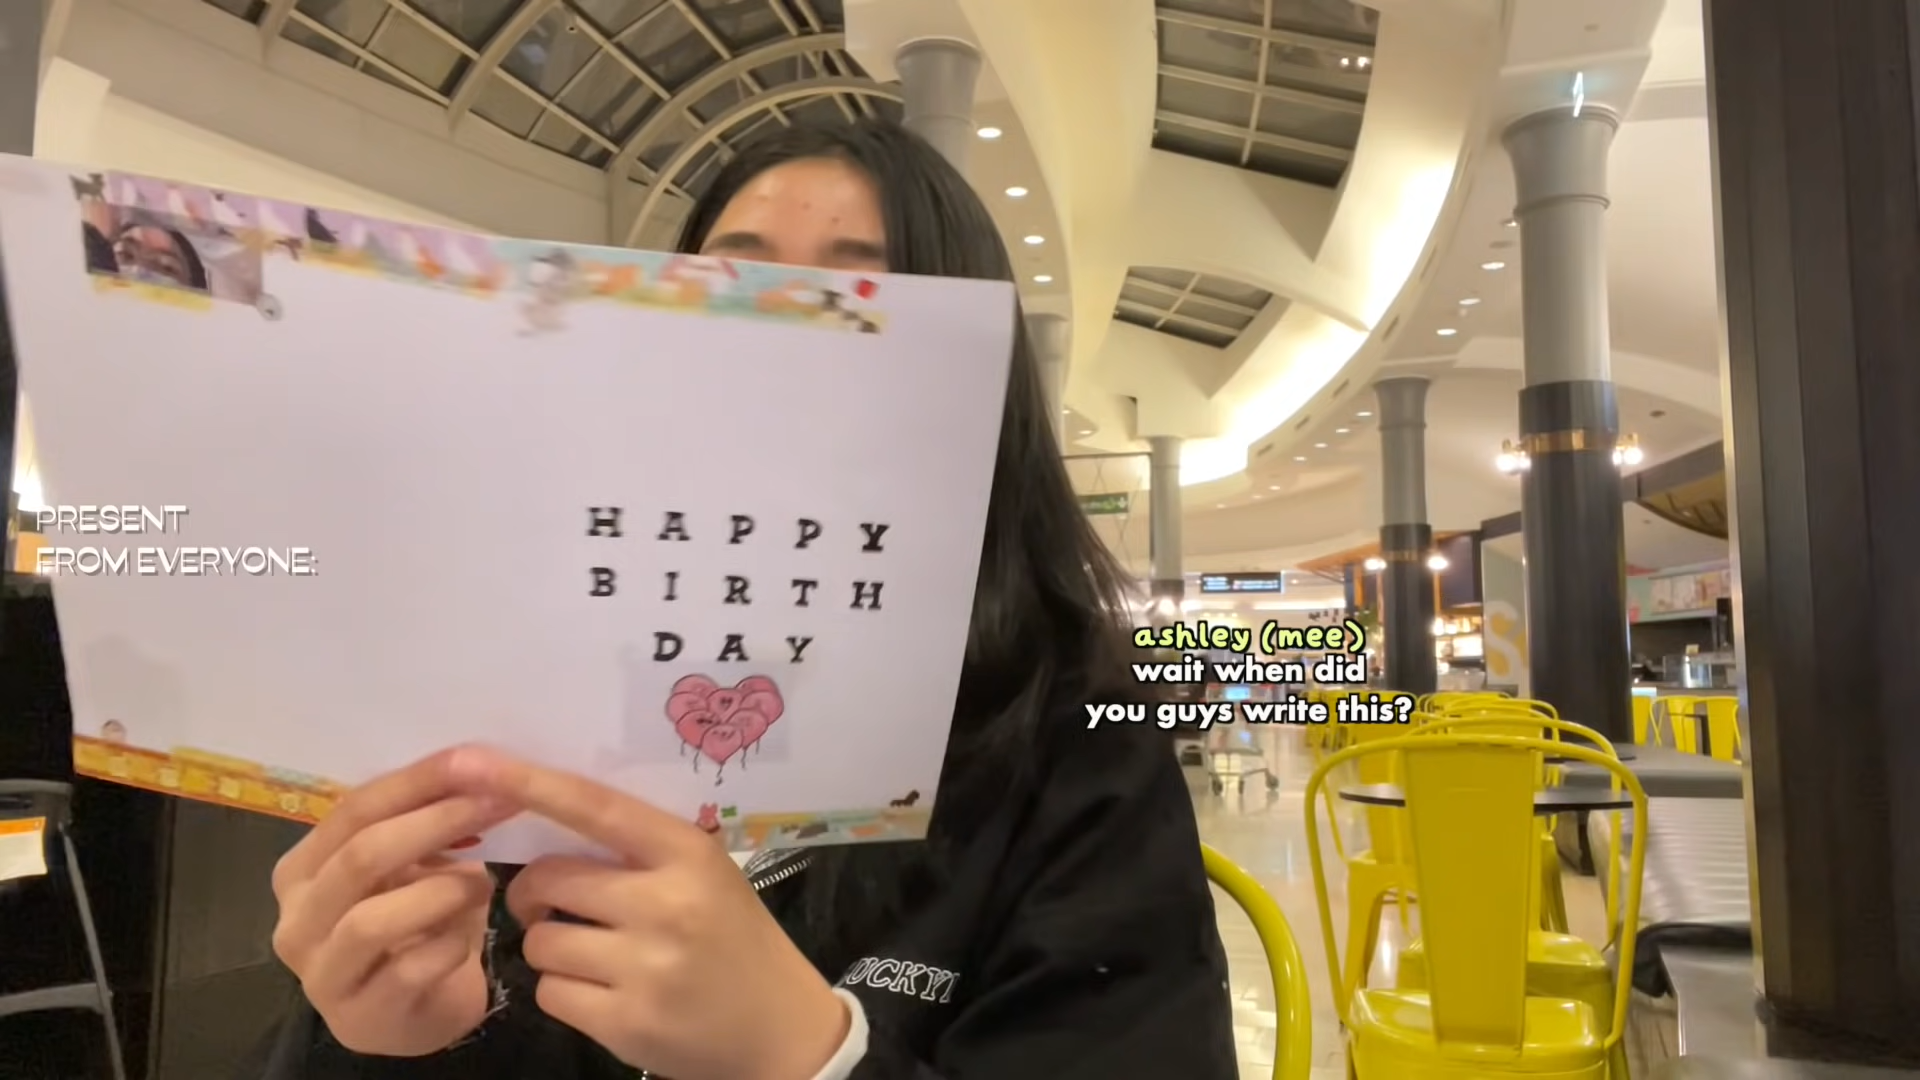 PRESENT
FROM EVERYONE:
HAPPY
BIRTH
DAY
ashley (mee)
wait when did
you guys write this?